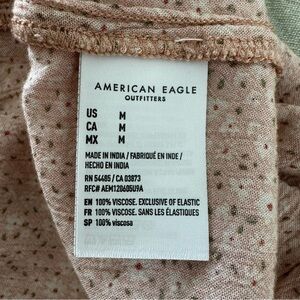 AMERICAN EAGLE
OUTFITTERS
US M
CA M
MX M
MADE IN INDIA / FABRIQUÉ EN INDE /
HECHO EN INDIA
RN 54485 / CA 03873
RFC# AEM120605U9A
EN 100% VISCOSE. EXCLUSIVE OF ELASTIC
FR 100% VISCOSE. SANS LES ÉLASTIQUES
SP 100% viscosa